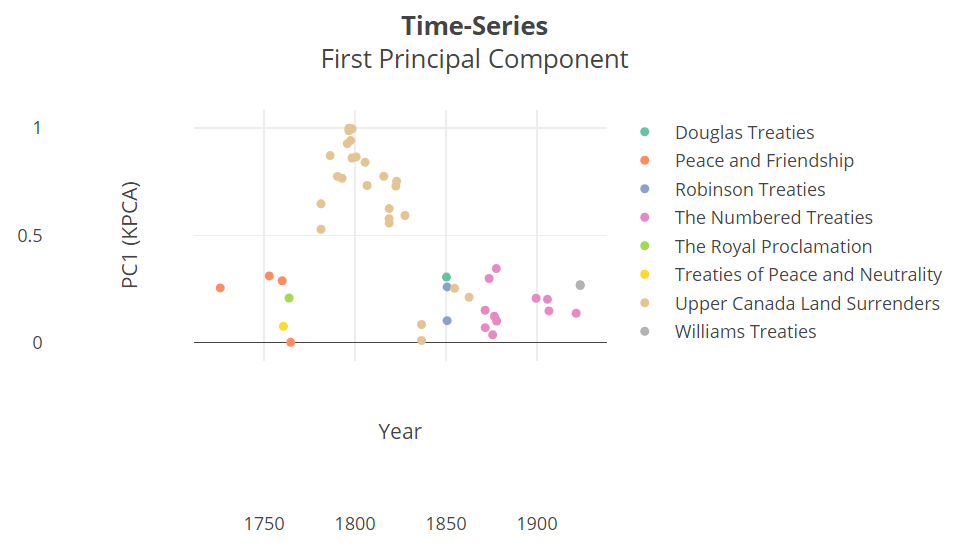 Time-Series
First Principal Component
1
0.5
0
PC1 (KPCA)
Douglas Treaties
Peace and Friendship
Robinson Treaties
The Numbered Treaties
The Royal Proclamation
Treaties of Peace and Neutrality
Upper Canada Land Surrenders
Williams Treaties
Year
1750 1800 1850 1900